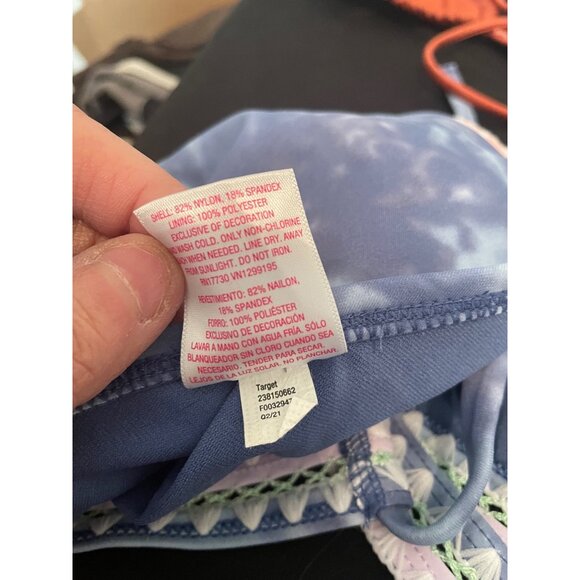 SHELL: 82% NYLON, 18% SPANDEX
LINING: 100% POLYESTER
EXCLUSIVE OF DECORATION
WASH COLD. ONLY NON-CHLORINE
WHEN NEEDED. LINE DRY. AWAY
FROM SUNLIGHT. DO NOT IRON.
RN17730 VN1299195
REVESTIMIENTO: 82% NAILON,
18% SPANDEX
FORRO: 100% POLIÉSTER
EXCLUSIVO DE DECORACIÓN
LAVAR A MANO CON AGUA FRÍA. SÓLO
BLANQUEADOR SIN CLORO CUANDO SEA
NECESARIO. TENDER PARA SECAR.
LEJOS DE LA LUZ SOLAR. NO PLANCHAR.
Target
238150662
F0032947
Q2/21